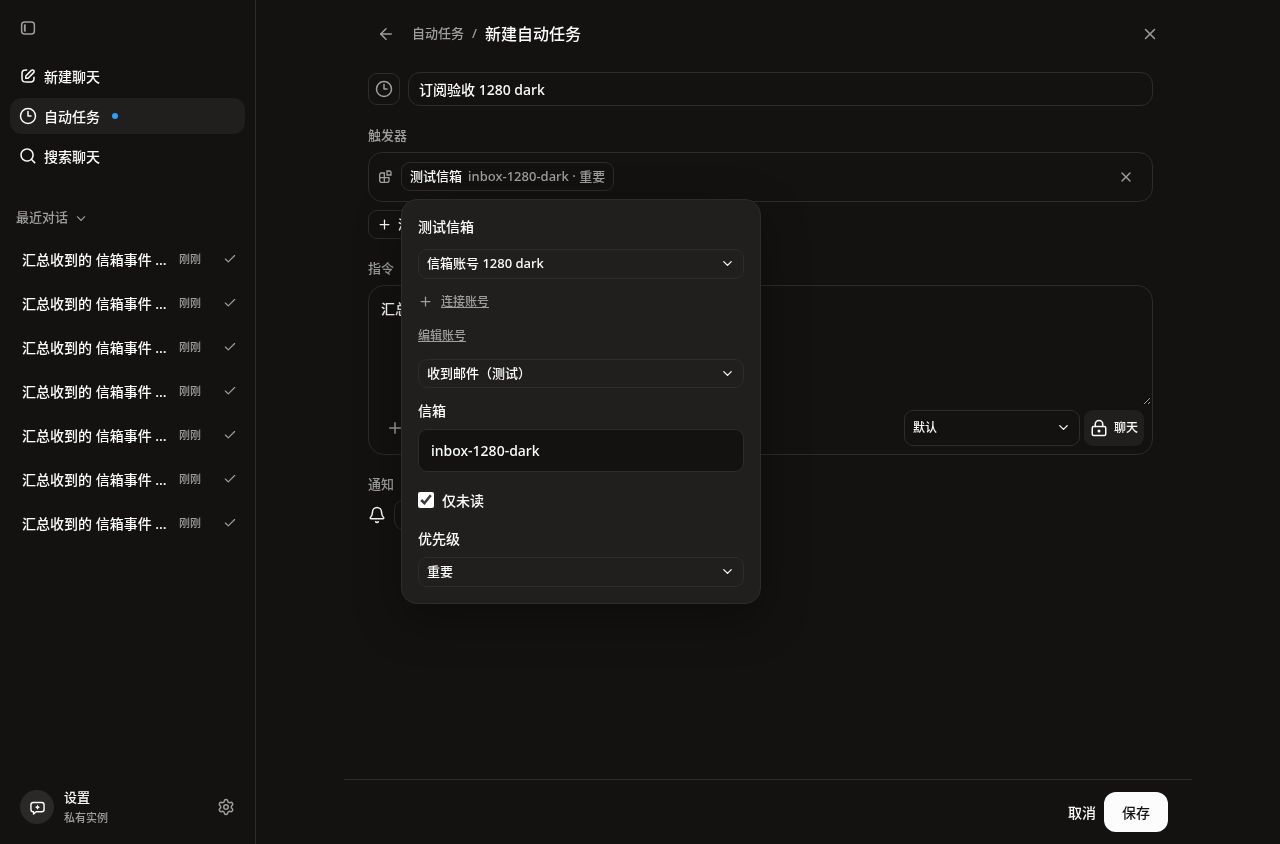 新建聊天
自动任务
搜索聊天
最近对话
汇总收到的 信箱事件 ... 刚刚
汇总收到的 信箱事件 ... 刚刚
汇总收到的 信箱事件 ... 刚刚
汇总收到的 信箱事件 ... 刚刚
汇总收到的 信箱事件 ... 刚刚
汇总收到的 信箱事件 ... 刚刚
汇总收到的 信箱事件 ... 刚刚
设置
私有实例
自动任务 / 新建自动任务
订阅验收 1280 dark
触发器
测试信箱 inbox-1280-dark · 重要
指令
测试信箱
信箱账号 1280 dark
连接账号
编辑账号
收到邮件（测试）
信箱
inbox-1280-dark
仅未读
优先级
重要
默认
聊天
通知
取消
保存